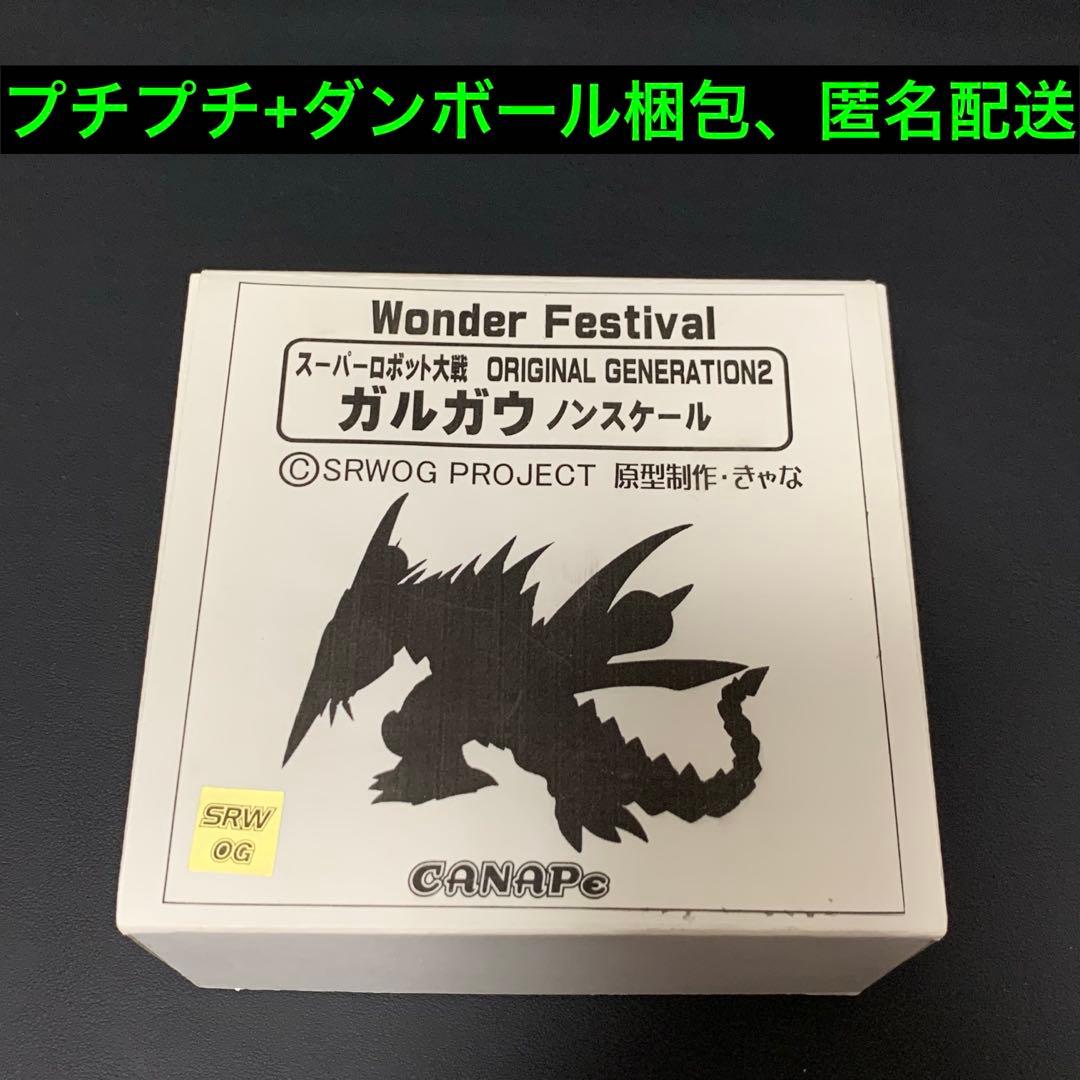 プチプチ+ダンボール梱包、匿名配送
Wonder Festival
スーパーロボット大戦 ORIGINAL GENERATION2
ガルガウ ノンスケール
©SRWOG PROJECT 原型制作・きゃな
SRW
OG
CANAPε